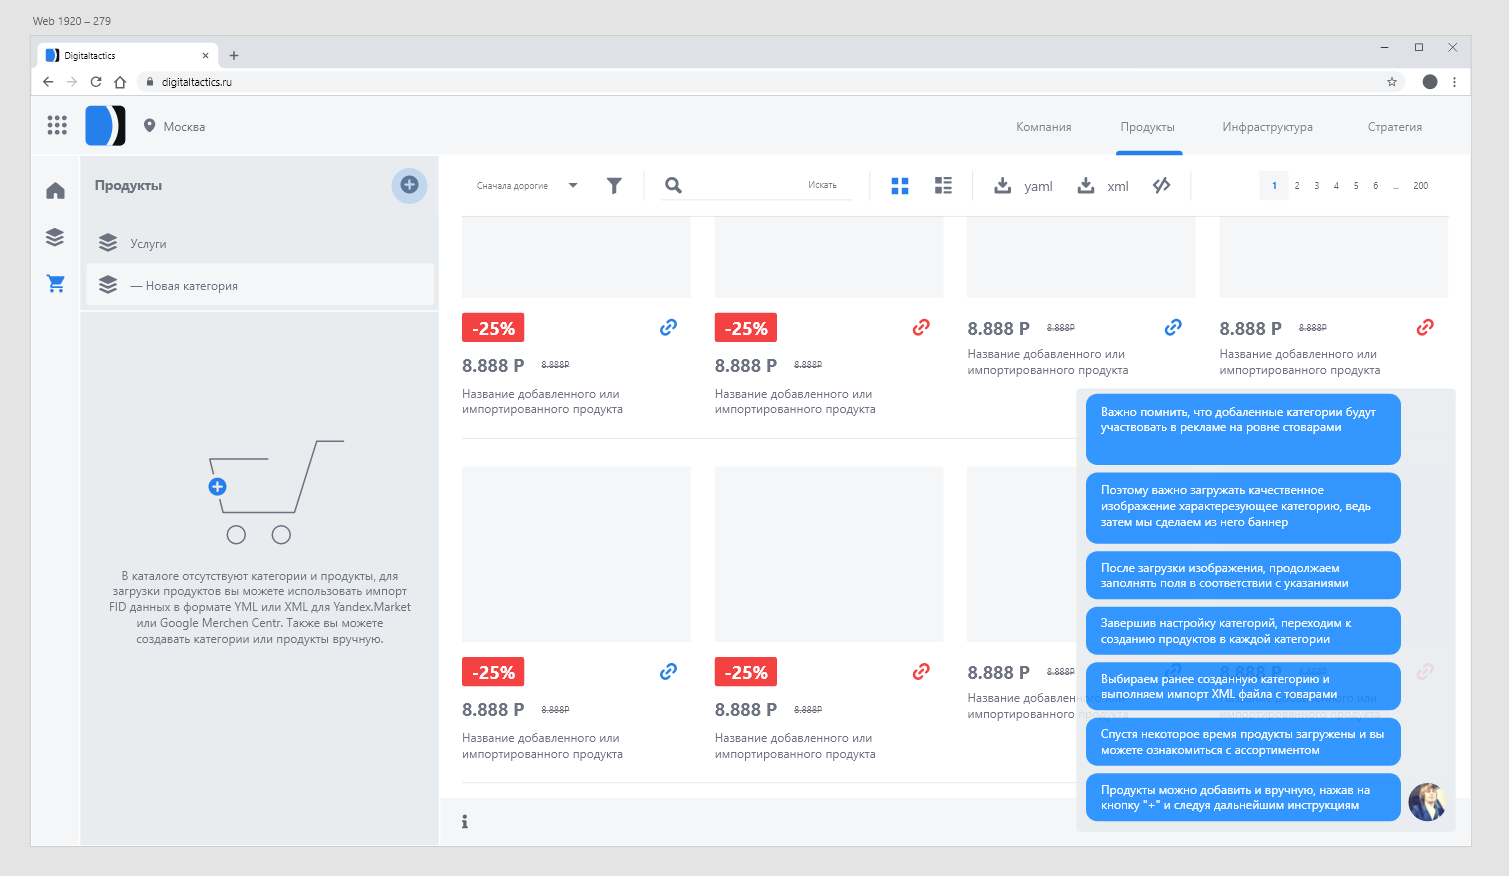 Web 1920 – 279
Digitaltactics
digitaltactics.ru
Москва
Компания
Продукты
Инфраструктура
Стратегия
Продукты
Сначала дорогие
Искать
yaml
xml
1 2 3 4 5 6 ... 200
Услуги
— Новая категория
В каталоге отсутствуют категории и продукты, для
загрузки продуктов вы можете использовать импорт
FID данных в формате YML или XML для Yandex.Market
или Google Merchen Centr. Также вы можете
создавать категории или продукты вручную.
-25%
8.888 Р 8.888Р
Название добавленного или
импортированного продукта
-25%
8.888 Р 8.888Р
Название добавленного или
импортированного продукта
8.888 Р 8.888Р
Название добавленного или
импортированного продукта
8.888 Р 8.888Р
Название добавленного или
импортированного продукта
-25%
8.888 Р 8.888Р
Название добавленного или
импортированного продукта
-25%
8.888 Р 8.888Р
Название добавленного или
импортированного продукта
8.888 Р 8.888Р
Название добавленного или
импортированного продукта
Важно помнить, что добаленные категории будут
участвовать в рекламе на ровне стоварами
Поэтому важно загружать качественное
изображение характерезующее категорию, ведь
затем мы сделаем из него баннер
После загрузки изображения, продолжаем
заполнять поля в соответствии с указаниями
Завершив настройку категорий, переходим к
созданию продуктов в каждой категории
Выбираем ранее созданную категорию и
выполняем импорт XML файла с товарами
Спустя некоторое время продукты загружены и вы
можете ознакомиться с ассортиментом
Продукты можно добавить и вручную, нажав на
кнопку "+" и следуя дальнейшим инструкциям